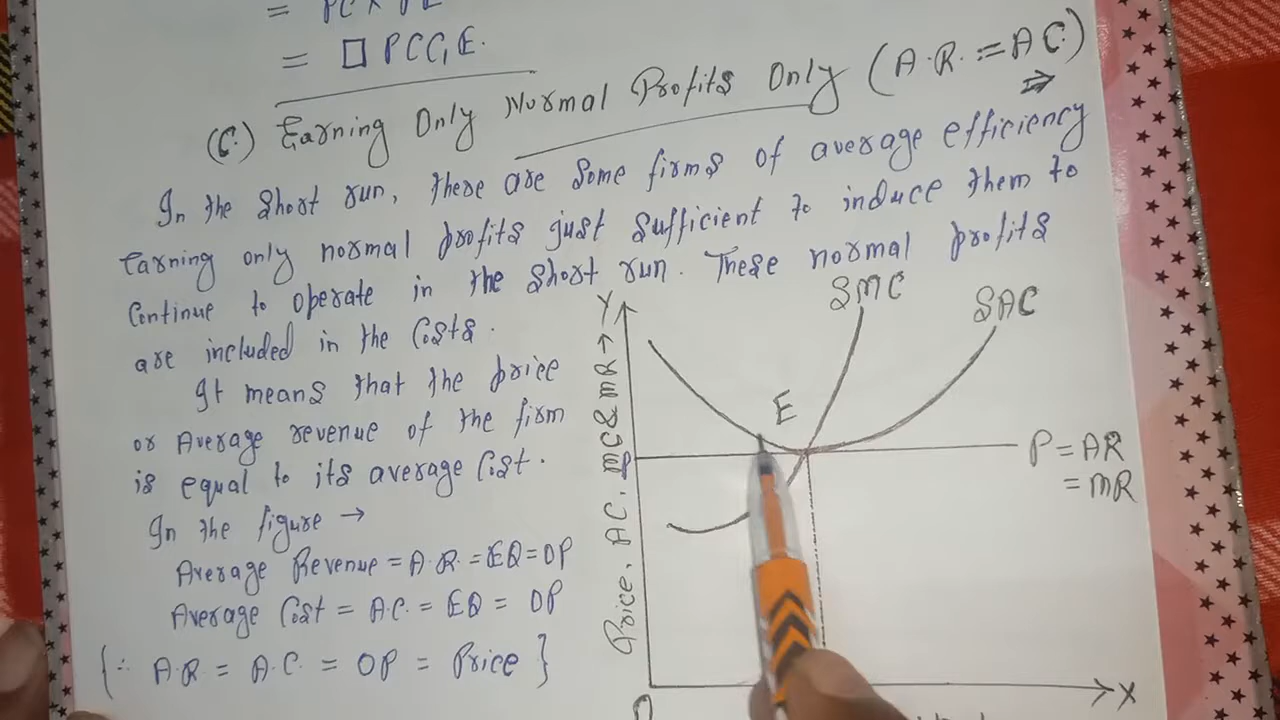 = PC × PE
= □ PCC₁E.
(C.) Earning Only Normal Profits Only (A.R. = AC)
In the Short run, there are some firms of average efficiency
Earning only normal profits just sufficient to induce them to
Continue to operate in the Short run. These normal profits
are included in the Costs.
It means that the price
or Average revenue of the firm
is equal to its average Cost.
In the figure →
Average Revenue = A.R. = EQ = OP
Average Cost = A.C. = EQ = OP
{∴ A.R. = A.C. = OP = Price}
Y
SMC
SAC
E
P = AR
= MR
Price, AC,
X